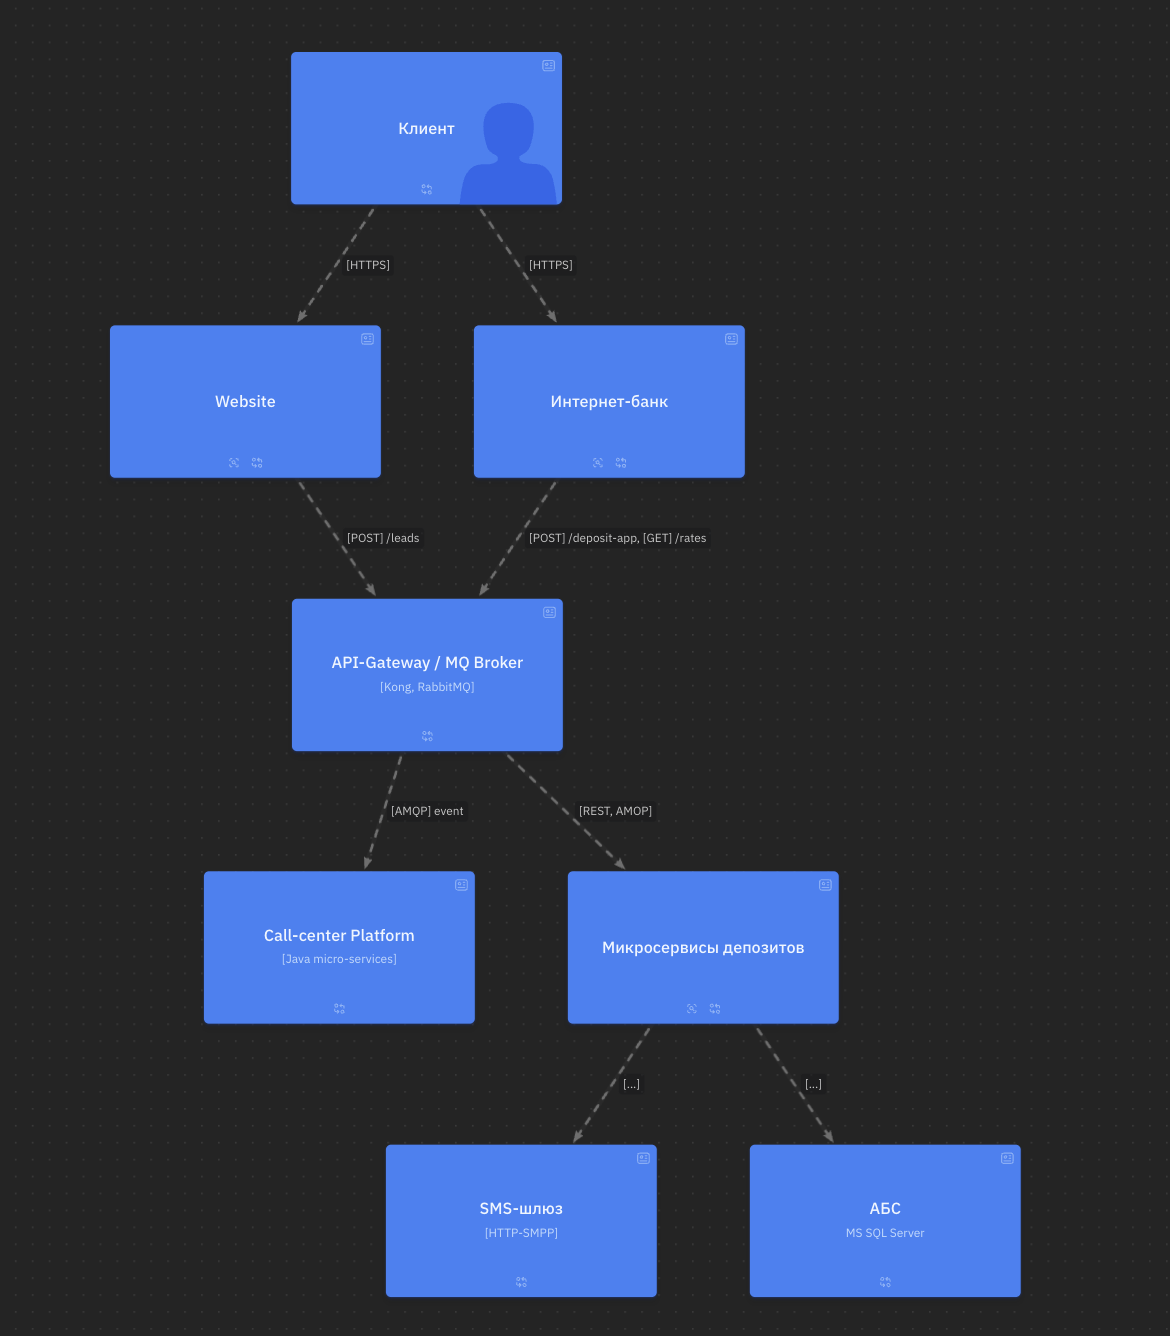 Клиент
[HTTPS]
[HTTPS]
Website
Интернет-банк
[POST] /leads
[POST] /deposit-app, [GET] /rates
API-Gateway / MQ Broker
[Kong, RabbitMQ]
[AMQP] event
[REST, AMOP]
Call-center Platform
[Java micro-services]
Микросервисы депозитов
[...]
[...]
SMS-шлюз
[HTTP-SMPP]
АБС
MS SQL Server